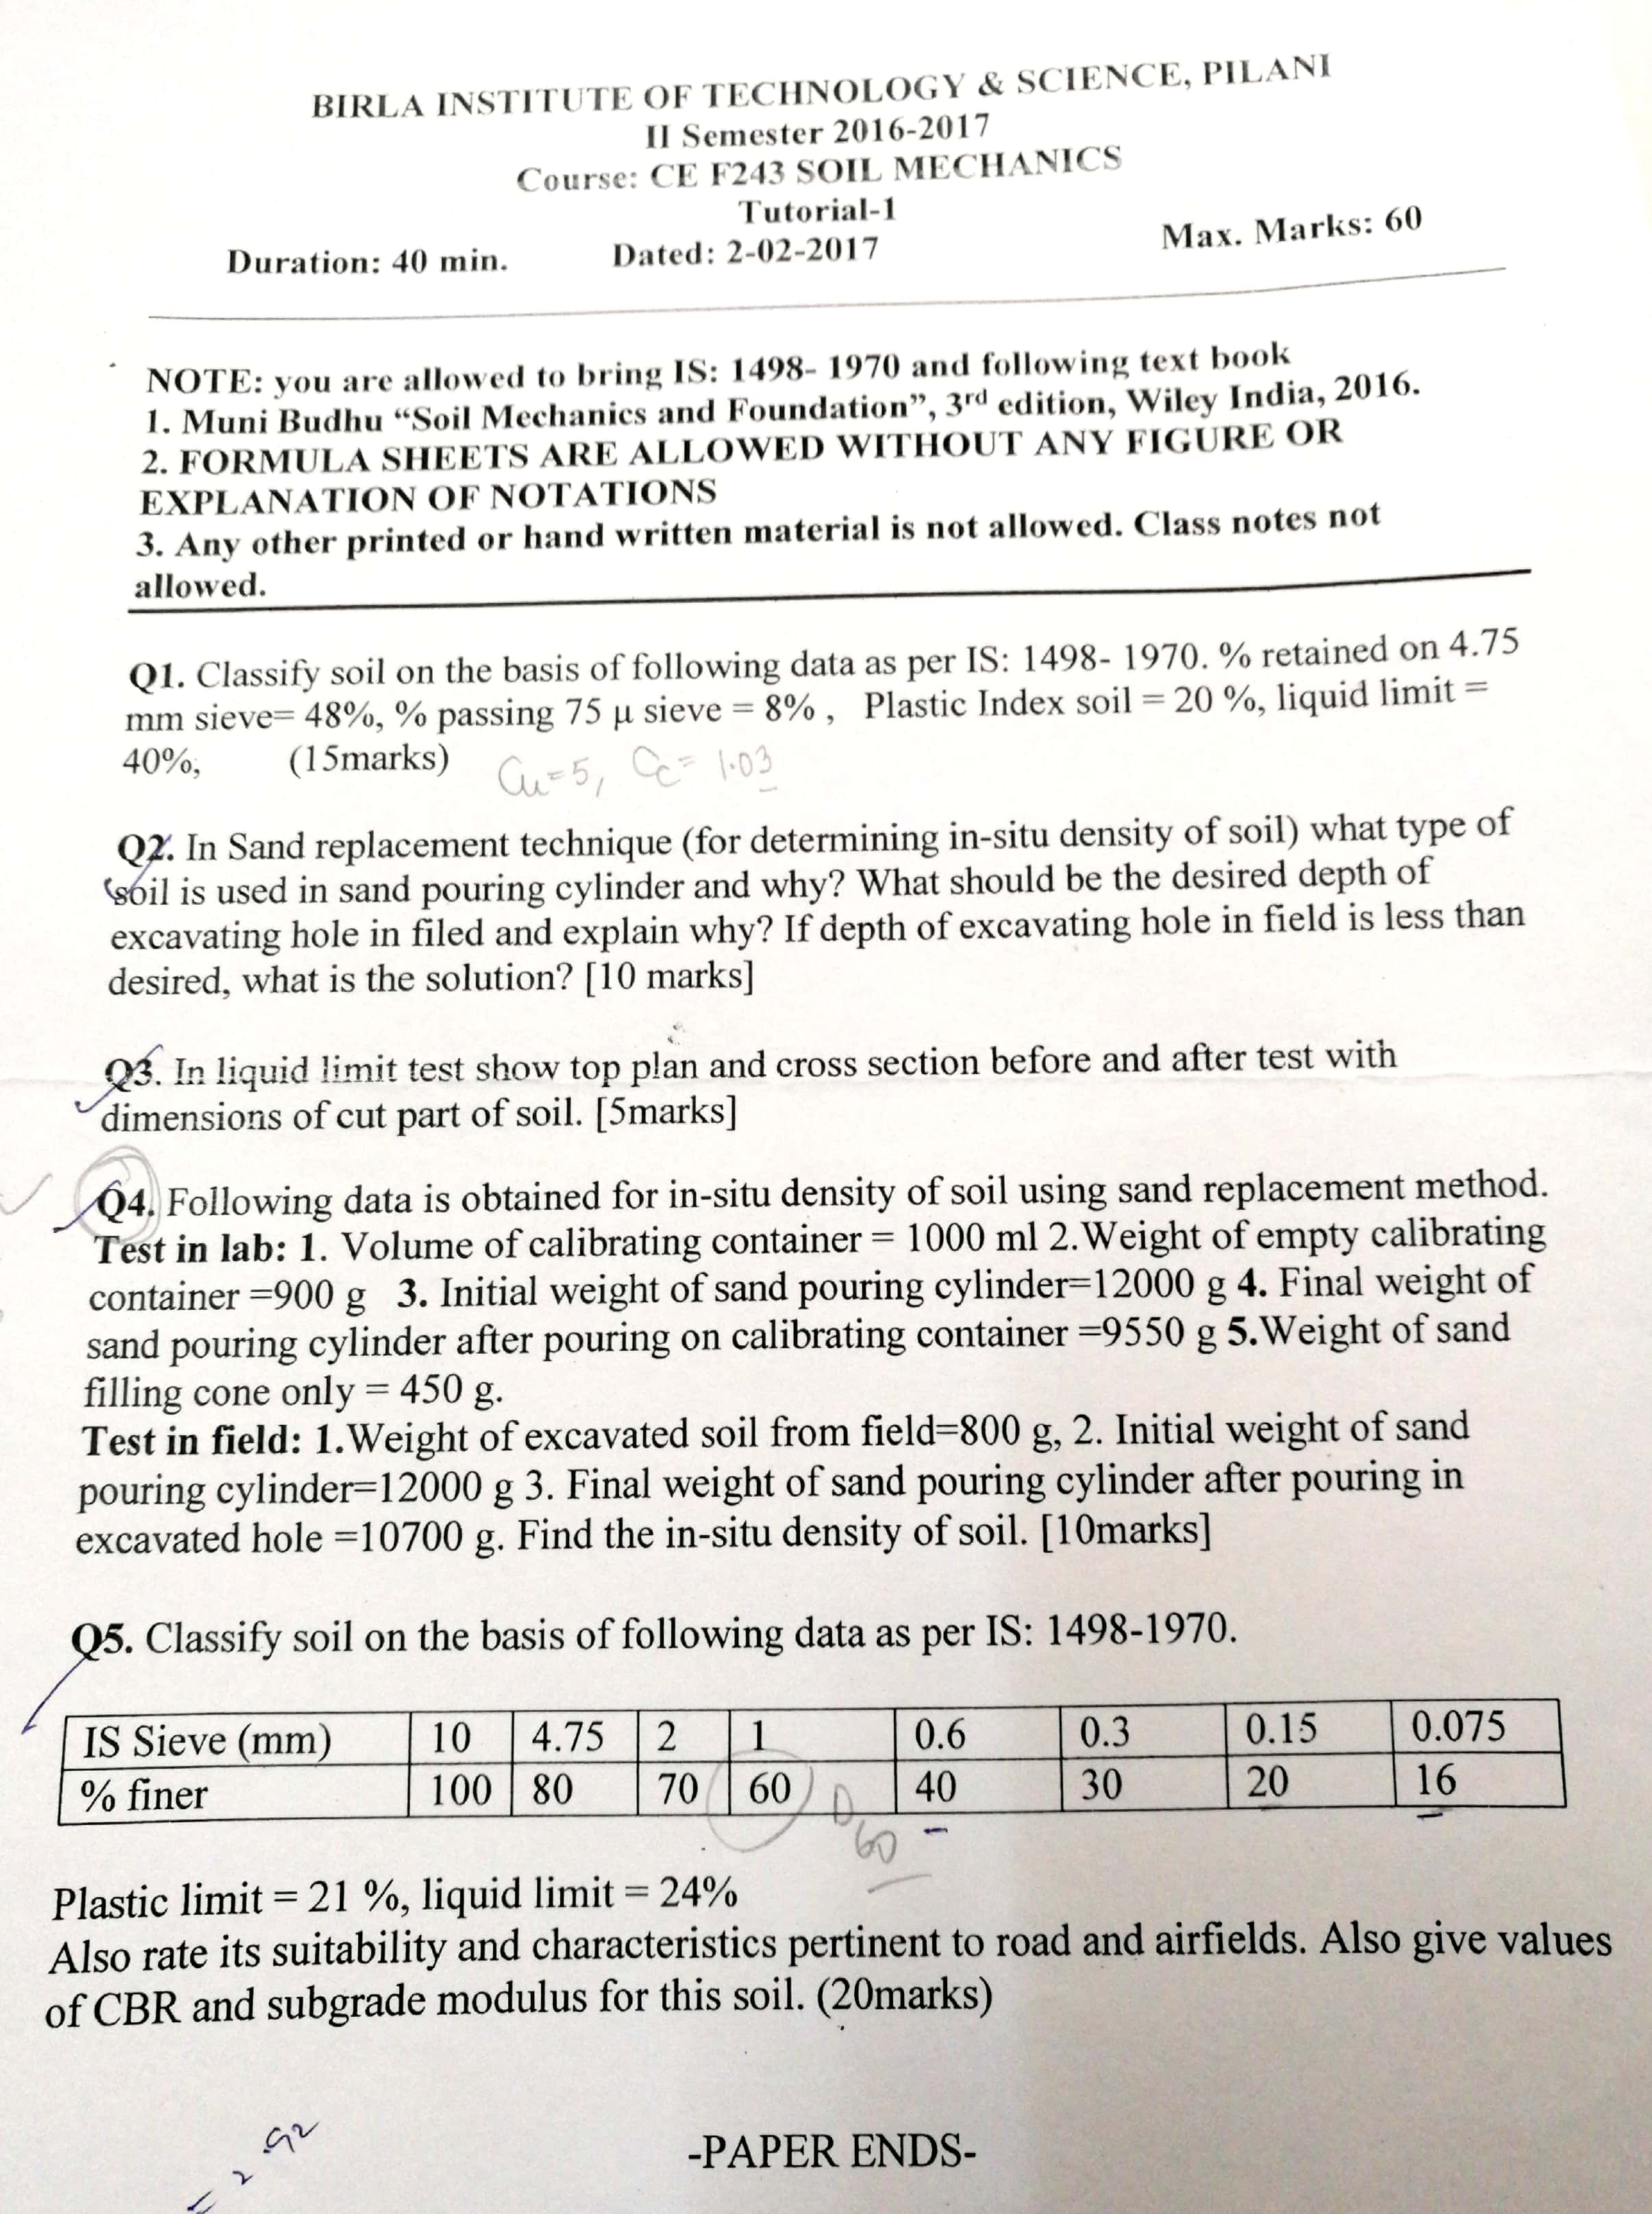 BIRLA INSTITUTE OF TECHNOLOGY & SCIENCE, PILANI
II Semester 2016-2017
Course: CE F243 SOIL MECHANICS
Tutorial-1
Duration: 40 min. Dated: 2-02-2017 Max. Marks: 60
NOTE: you are allowed to bring IS: 1498- 1970 and following text book
1. Muni Budhu “Soil Mechanics and Foundation”, 3rd edition, Wiley India, 2016.
2. FORMULA SHEETS ARE ALLOWED WITHOUT ANY FIGURE OR
EXPLANATION OF NOTATIONS
3. Any other printed or hand written material is not allowed. Class notes not
allowed.
Q1. Classify soil on the basis of following data as per IS: 1498- 1970. % retained on 4.75
mm sieve= 48%, % passing 75 μ sieve = 8% , Plastic Index soil = 20 %, liquid limit =
40%, (15marks) Cu=5, Cc= 1.03
Q2. In Sand replacement technique (for determining in-situ density of soil) what type of
soil is used in sand pouring cylinder and why? What should be the desired depth of
excavating hole in filed and explain why? If depth of excavating hole in field is less than
desired, what is the solution? [10 marks]
Q3. In liquid limit test show top plan and cross section before and after test with
dimensions of cut part of soil. [5marks]
Q4. Following data is obtained for in-situ density of soil using sand replacement method.
Test in lab: 1. Volume of calibrating container = 1000 ml 2.Weight of empty calibrating
container =900 g 3. Initial weight of sand pouring cylinder=12000 g 4. Final weight of
sand pouring cylinder after pouring on calibrating container =9550 g 5.Weight of sand
filling cone only = 450 g.
Test in field: 1.Weight of excavated soil from field=800 g, 2. Initial weight of sand
pouring cylinder=12000 g 3. Final weight of sand pouring cylinder after pouring in
excavated hole =10700 g. Find the in-situ density of soil. [10marks]
Q5. Classify soil on the basis of following data as per IS: 1498-1970.
IS Sieve (mm) 10 4.75 2 1 0.6 0.3 0.15 0.075
% finer 100 80 70 60 40 30 20 16
D60
Plastic limit = 21 %, liquid limit = 24%
Also rate its suitability and characteristics pertinent to road and airfields. Also give values
of CBR and subgrade modulus for this soil. (20marks)
-PAPER ENDS-